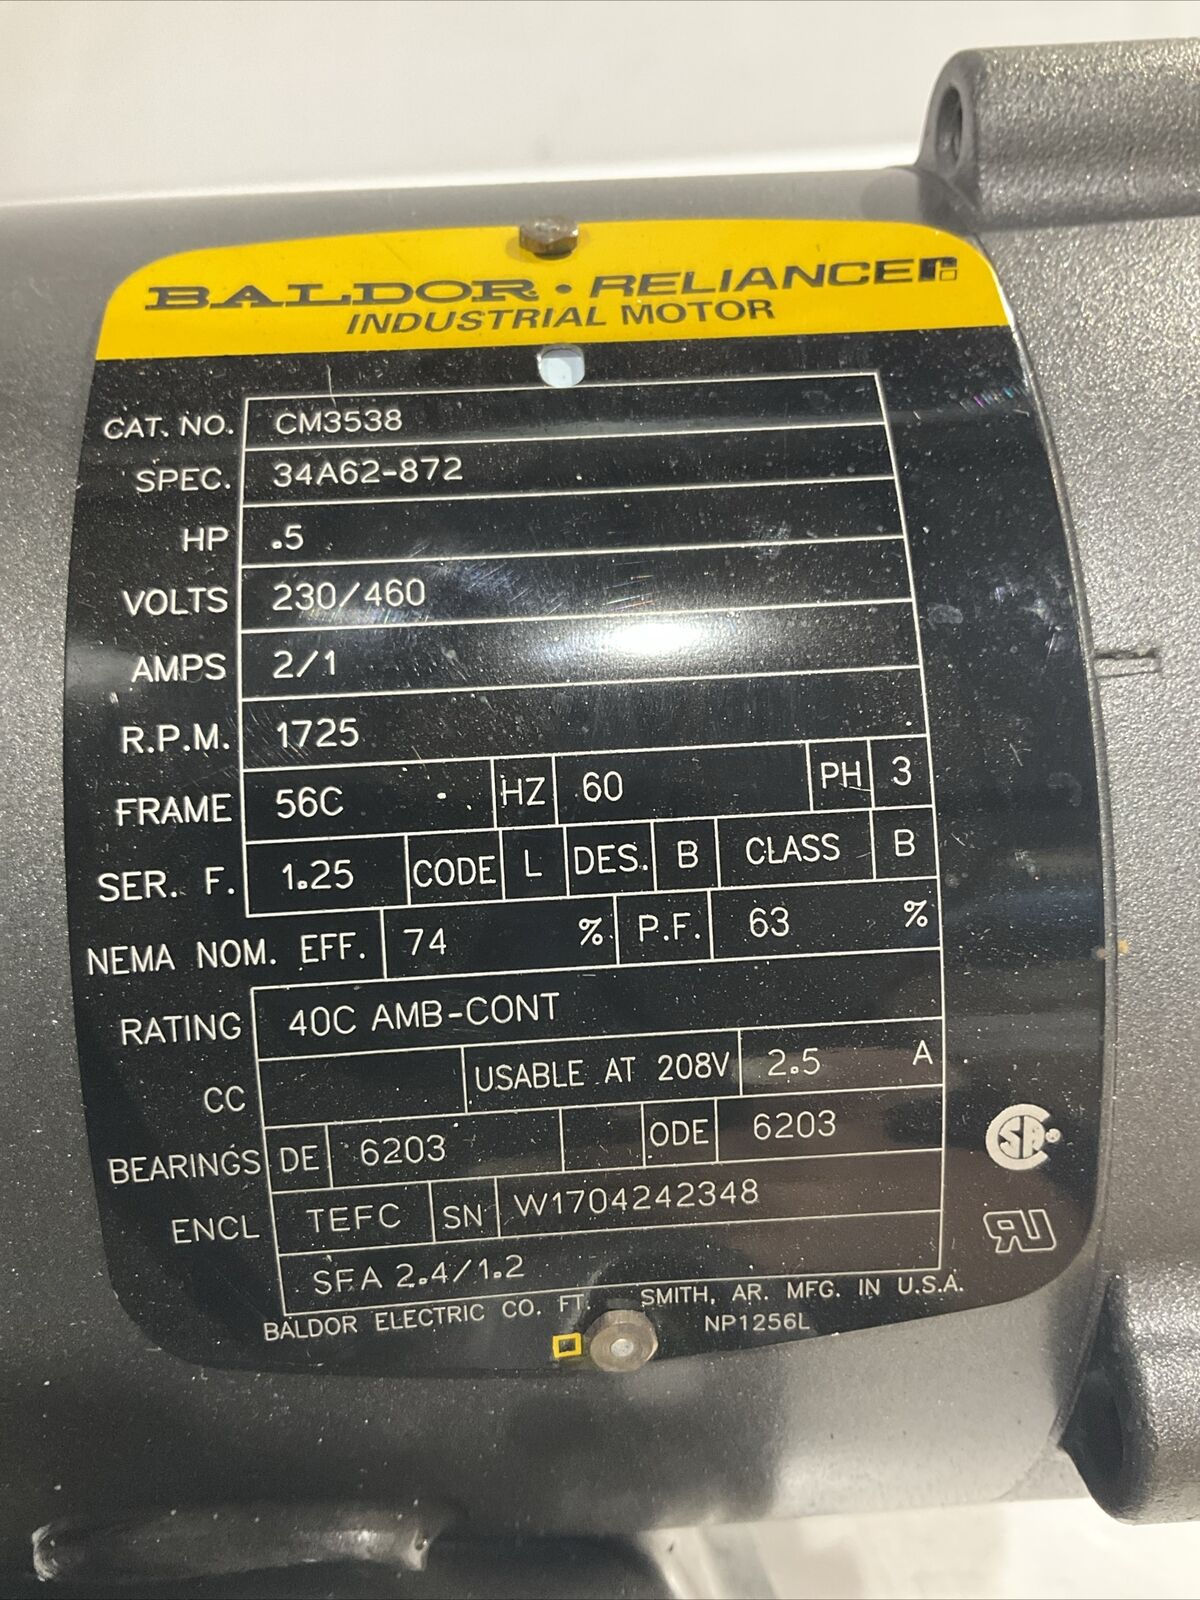 BALDOR • RELIANCE
INDUSTRIAL MOTOR
CAT. NO. CM3538
SPEC. 34A62-872
HP .5
VOLTS 230/460
AMPS 2/1
R.P.M. 1725
FRAME 56C HZ 60 PH 3
SER. F. 1.25 CODE L DES. B CLASS B
NEMA NOM. EFF. 74 % P.F. 63 %
RATING 40C AMB-CONT
CC USABLE AT 208V 2.5 A
BEARINGS DE 6203 ODE 6203
ENCL TEFC SN W1704242348
SFA 2.4/1.2
BALDOR ELECTRIC CO. FT. SMITH, AR. MFG. IN U.S.A.
NP1256L
CSA
RU